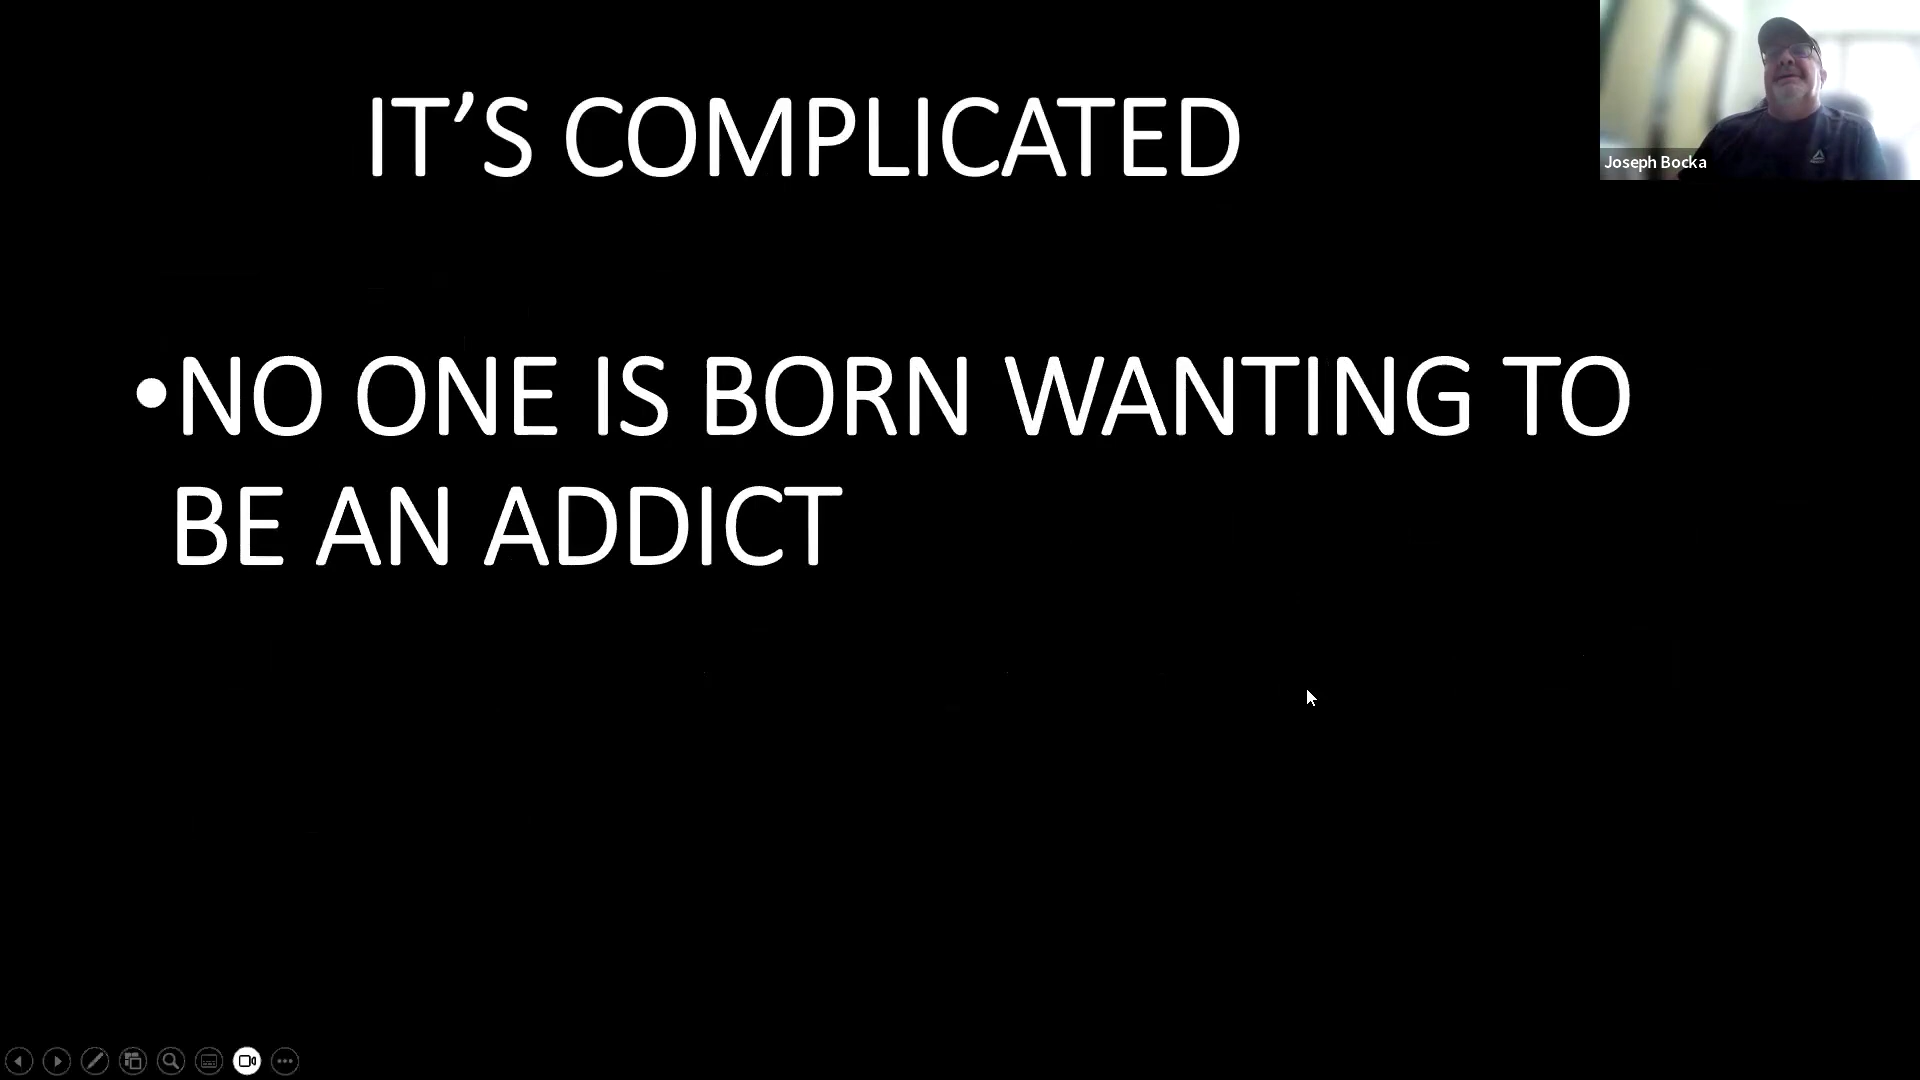 IT’S COMPLICATED
Joseph Bocka
•NO ONE IS BORN WANTING TO
BE AN ADDICT